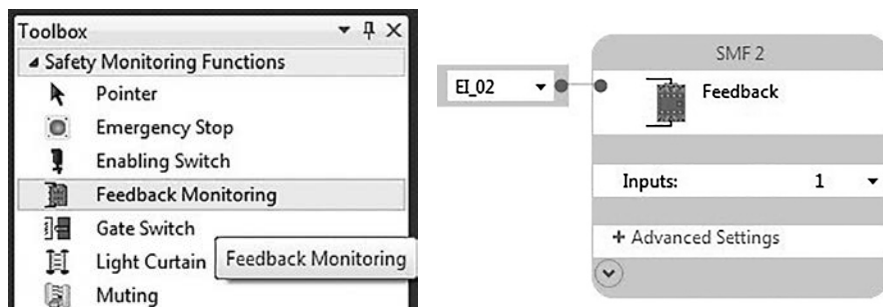 Toolbox
Safety Monitoring Functions
Pointer
Emergency Stop
Enabling Switch
Feedback Monitoring
Gate Switch
Light Curtain
Feedback Monitoring
Muting
SMF 2
EI_02
Feedback
Inputs: 1
+ Advanced Settings